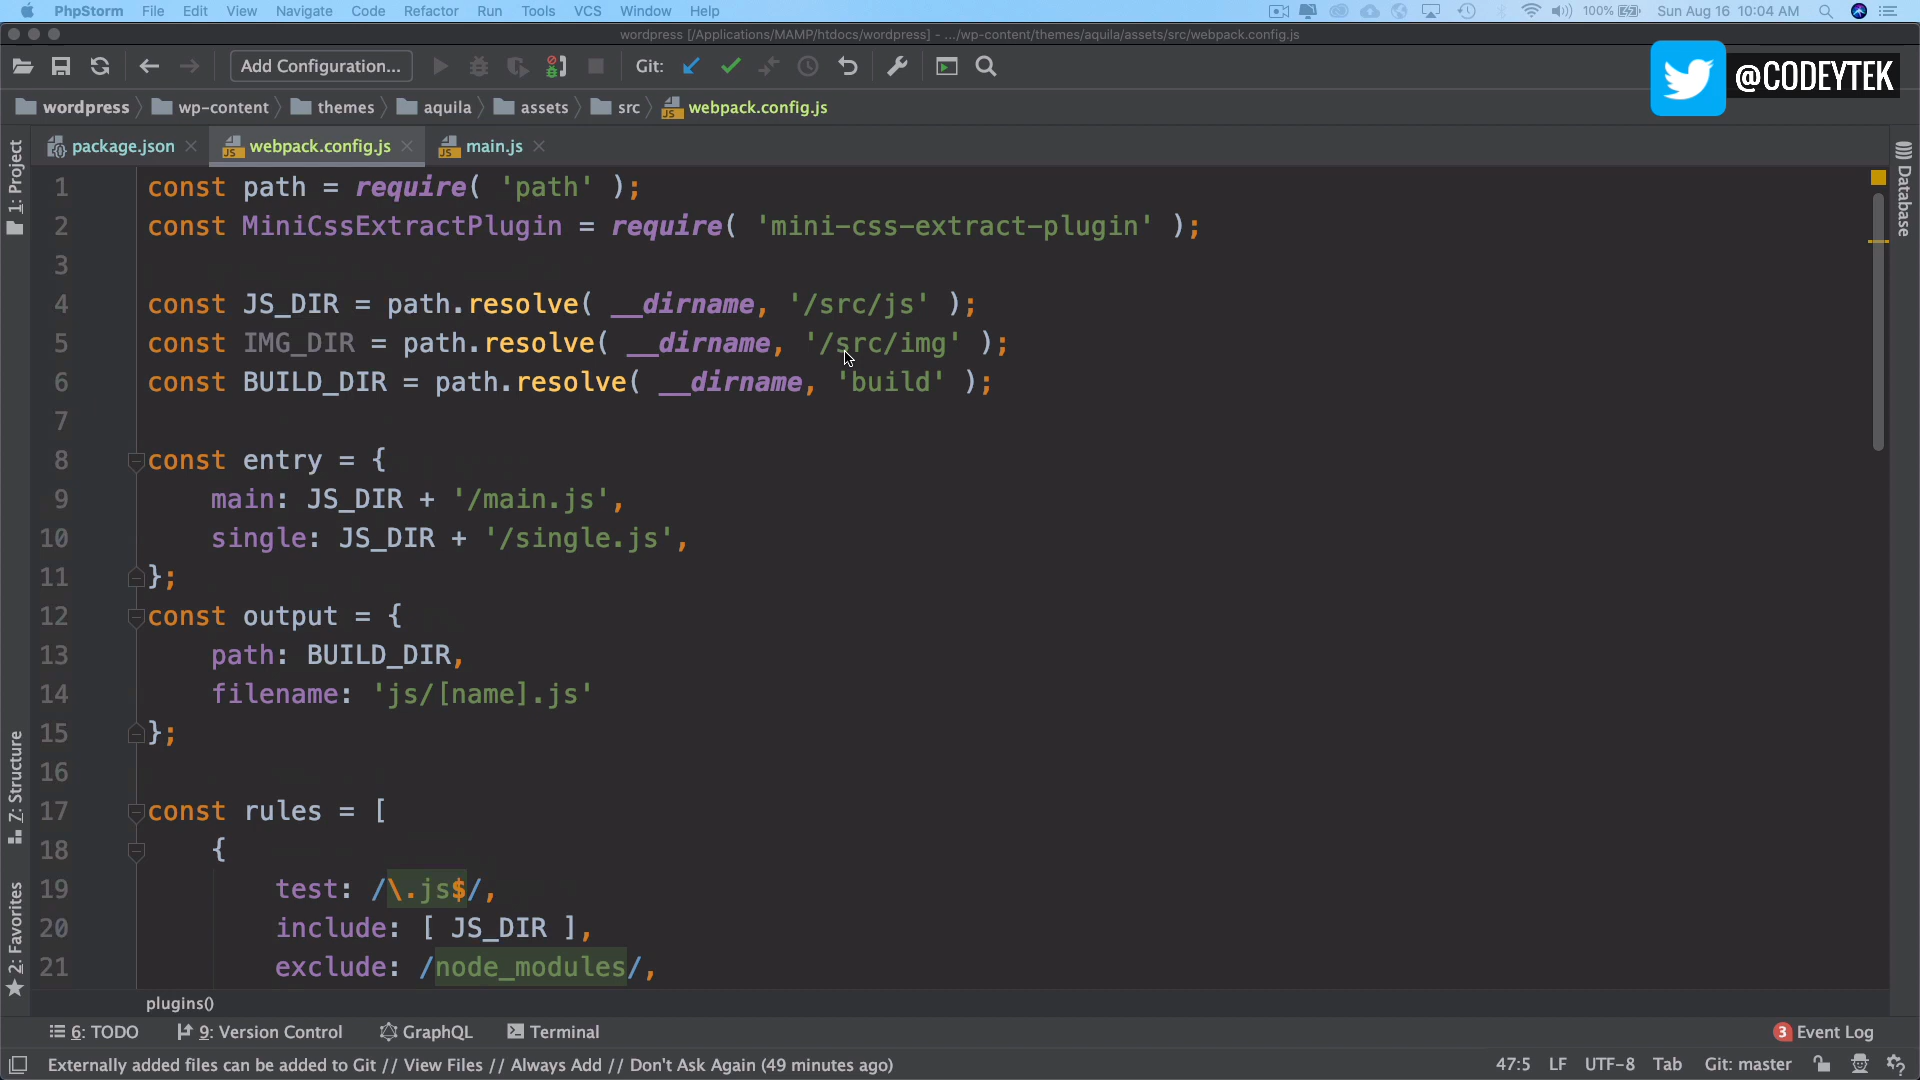 PhpStorm File Edit View Navigate Code Refactor Run Tools VCS Window Help 100% Sun Aug 16 10:04 AM
wordpress [/Applications/MAMP/htdocs/wordpress] - .../wp-content/themes/aquila/assets/src/webpack.config.js
Add Configuration... Git:
@CODEYTEK
wordpress wp-content themes aquila assets src webpack.config.js
package.json webpack.config.js main.js
1: Project
Database
1 const path = require( 'path' );
2 const MiniCssExtractPlugin = require( 'mini-css-extract-plugin' );
3
4 const JS_DIR = path.resolve( __dirname, '/src/js' );
5 const IMG_DIR = path.resolve( __dirname, '/src/img' );
6 const BUILD_DIR = path.resolve( __dirname, 'build' );
7
8 const entry = {
9 main: JS_DIR + '/main.js',
10 single: JS_DIR + '/single.js',
11 };
12 const output = {
13 path: BUILD_DIR,
14 filename: 'js/[name].js'
15 };
16
17 const rules = [
18 {
19 test: /\.js$/,
20 include: [ JS_DIR ],
21 exclude: /node_modules/,
Z: Structure
2: Favorites
plugins()
6: TODO 9: Version Control GraphQL Terminal 3 Event Log
Externally added files can be added to Git // View Files // Always Add // Don't Ask Again (49 minutes ago) 47:5 LF UTF-8 Tab Git: master